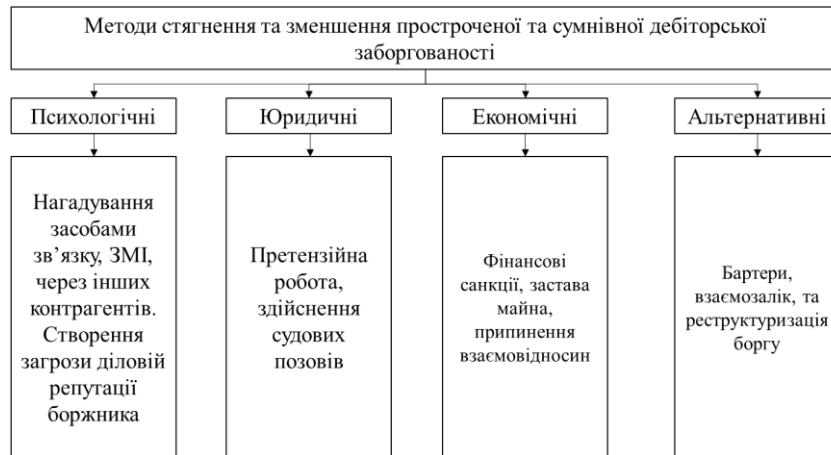 Методи стягнення та зменшення простроченої та сумнівної дебіторської
заборгованості
Психологічні
Юридичні
Економічні
Альтернативні
Нагадування
засобами
зв’язку, ЗМІ,
через інших
контрагентів.
Створення
загрози діловій
репутації
боржника
Претензійна
робота,
здійснення
судових
позовів
Фінансові
санкції, застава
майна,
припинення
взаємовідносин
Бартери,
взаємозалік, та
реструктуризація
боргу